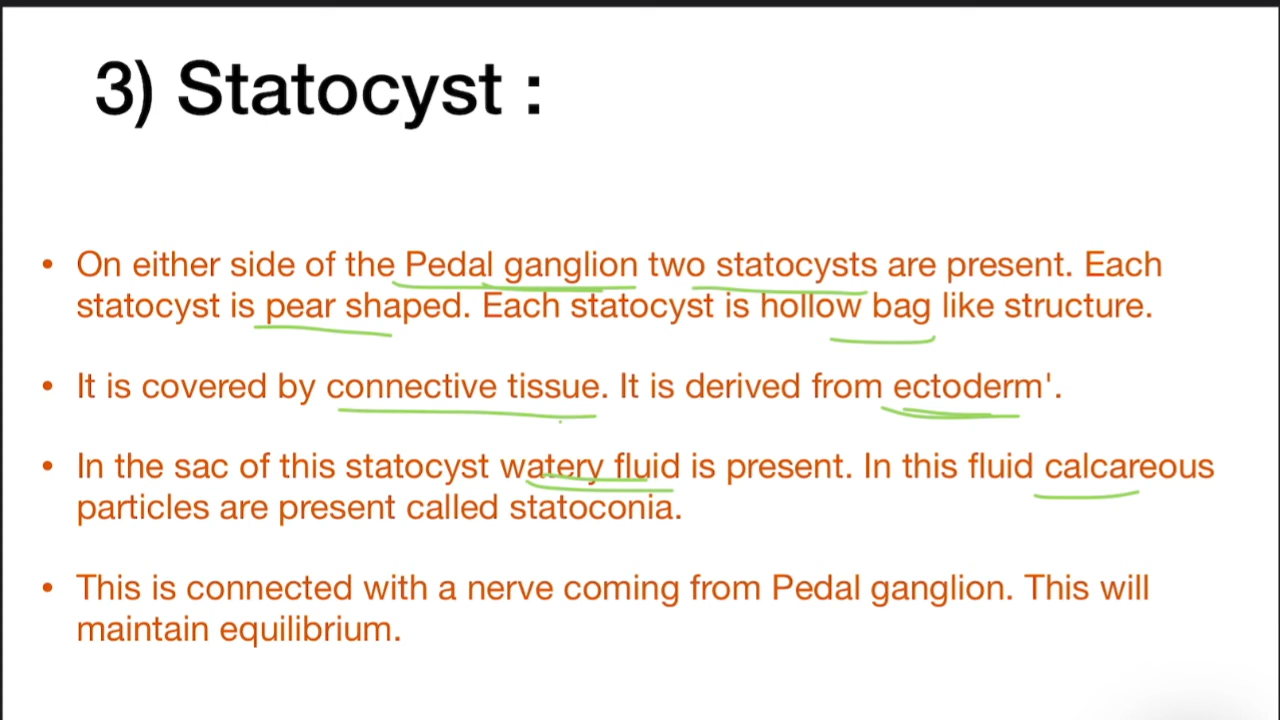 3) Statocyst :
• On either side of the Pedal ganglion two statocysts are present. Each
statocyst is pear shaped. Each statocyst is hollow bag like structure.
• It is covered by connective tissue. It is derived from ectoderm'.
• In the sac of this statocyst watery fluid is present. In this fluid calcareous
particles are present called statoconia.
• This is connected with a nerve coming from Pedal ganglion. This will
maintain equilibrium.